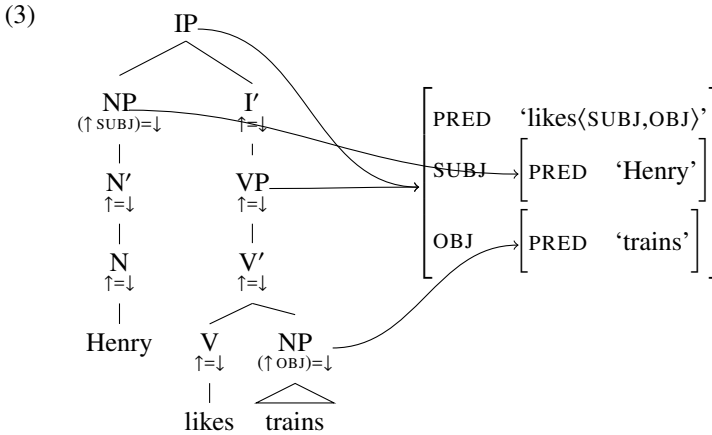 (3)
IP
NP I′
(↑ SUBJ)=↓ ↑=↓
N′ VP
↑=↓ ↑=↓
N V′
↑=↓ ↑=↓
Henry V NP
↑=↓ (↑ OBJ)=↓
likes trains
PRED ‘likes⟨SUBJ,OBJ⟩’
SUBJ [PRED ‘Henry’]
OBJ [PRED ‘trains’]